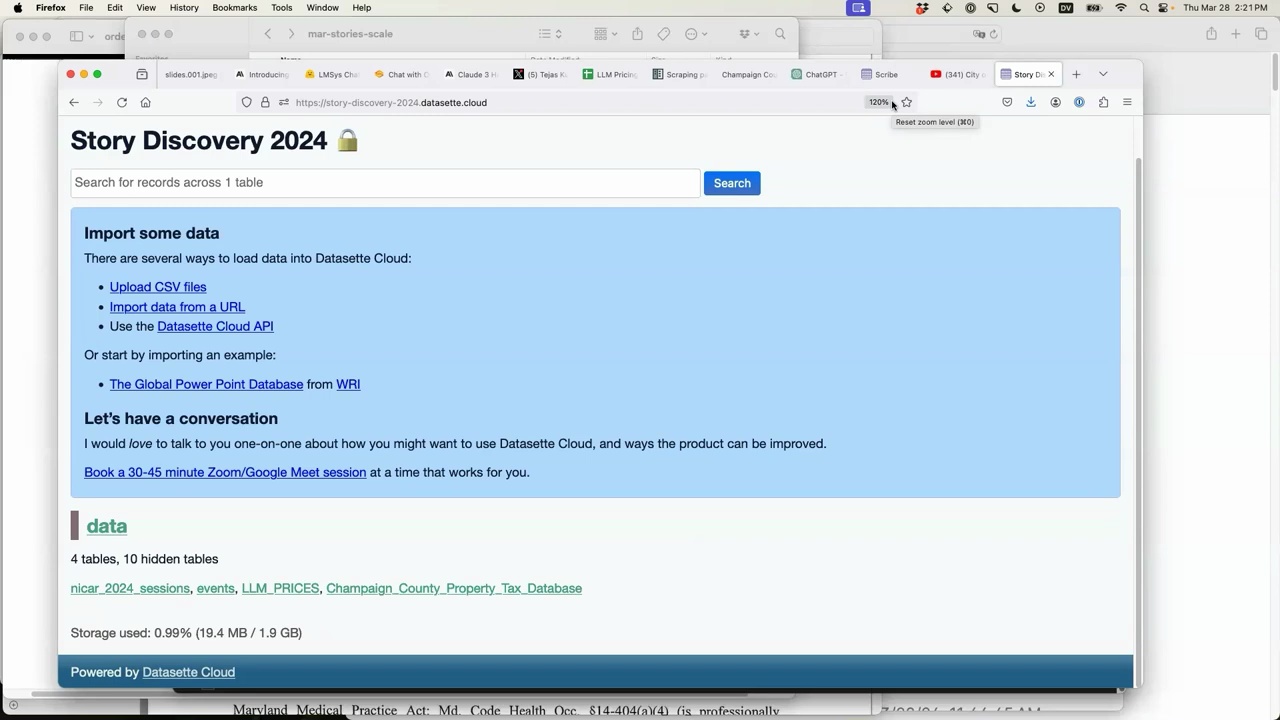 Firefox File Edit View History Bookmarks Tools Window Help
DV
Thu Mar 28 2:21 PM
mar-stories-scale
slides.001.jpeg
Introducing
LMSys Cha
Chat with O
Claude 3 H
(5) Tejas K
LLM Pricing
Scraping p
Champaign Cou
ChatGPT -
Scribe
(341) City o
Story Dis
https://story-discovery-2024.datasette.cloud
120%
Reset zoom level (⌘0)
Story Discovery 2024
Search for records across 1 table
Search
Import some data
There are several ways to load data into Datasette Cloud:
• Upload CSV files
• Import data from a URL
• Use the Datasette Cloud API
Or start by importing an example:
• The Global Power Point Database from WRI
Let's have a conversation
I would love to talk to you one-on-one about how you might want to use Datasette Cloud, and ways the product can be improved.
Book a 30-45 minute Zoom/Google Meet session at a time that works for you.
data
4 tables, 10 hidden tables
nicar_2024_sessions, events, LLM_PRICES, Champaign_County_Property_Tax_Database
Storage used: 0.99% (19.4 MB / 1.9 GB)
Powered by Datasette Cloud
Maryland Medical Practice Act: Md. Code Health Occ. §14-404(a)(4) (is professionally